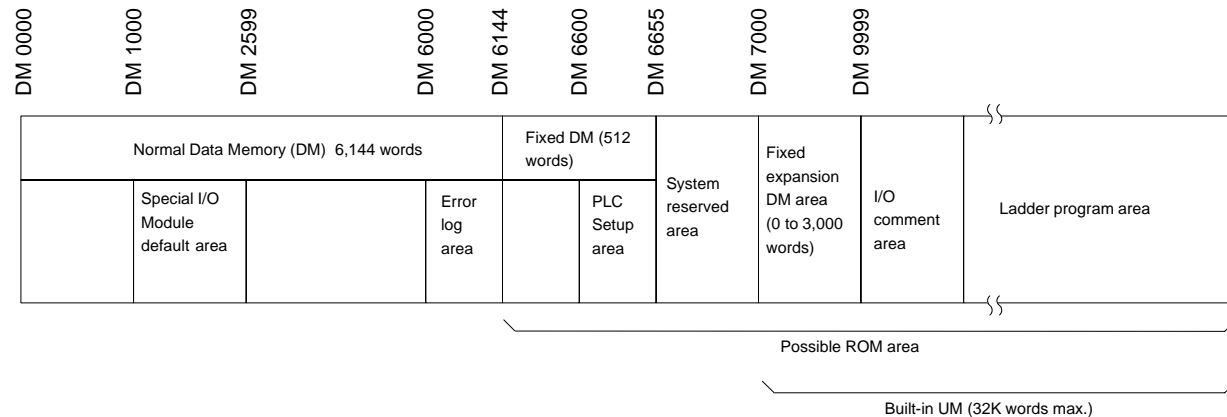 DM 0000
DM 1000
DM 2599
DM 6000
DM 6144
DM 6600
DM 6655
DM 7000
DM 9999
Normal Data Memory (DM) 6,144 words
Fixed DM (512
words)
Special I/O
Module
default area
Error
log
area
PLC
Setup
area
System
reserved
area
Fixed
expansion
DM area
(0 to 3,000
words)
I/O
comment
area
Ladder program area
Possible ROM area
Built-in UM (32K words max.)